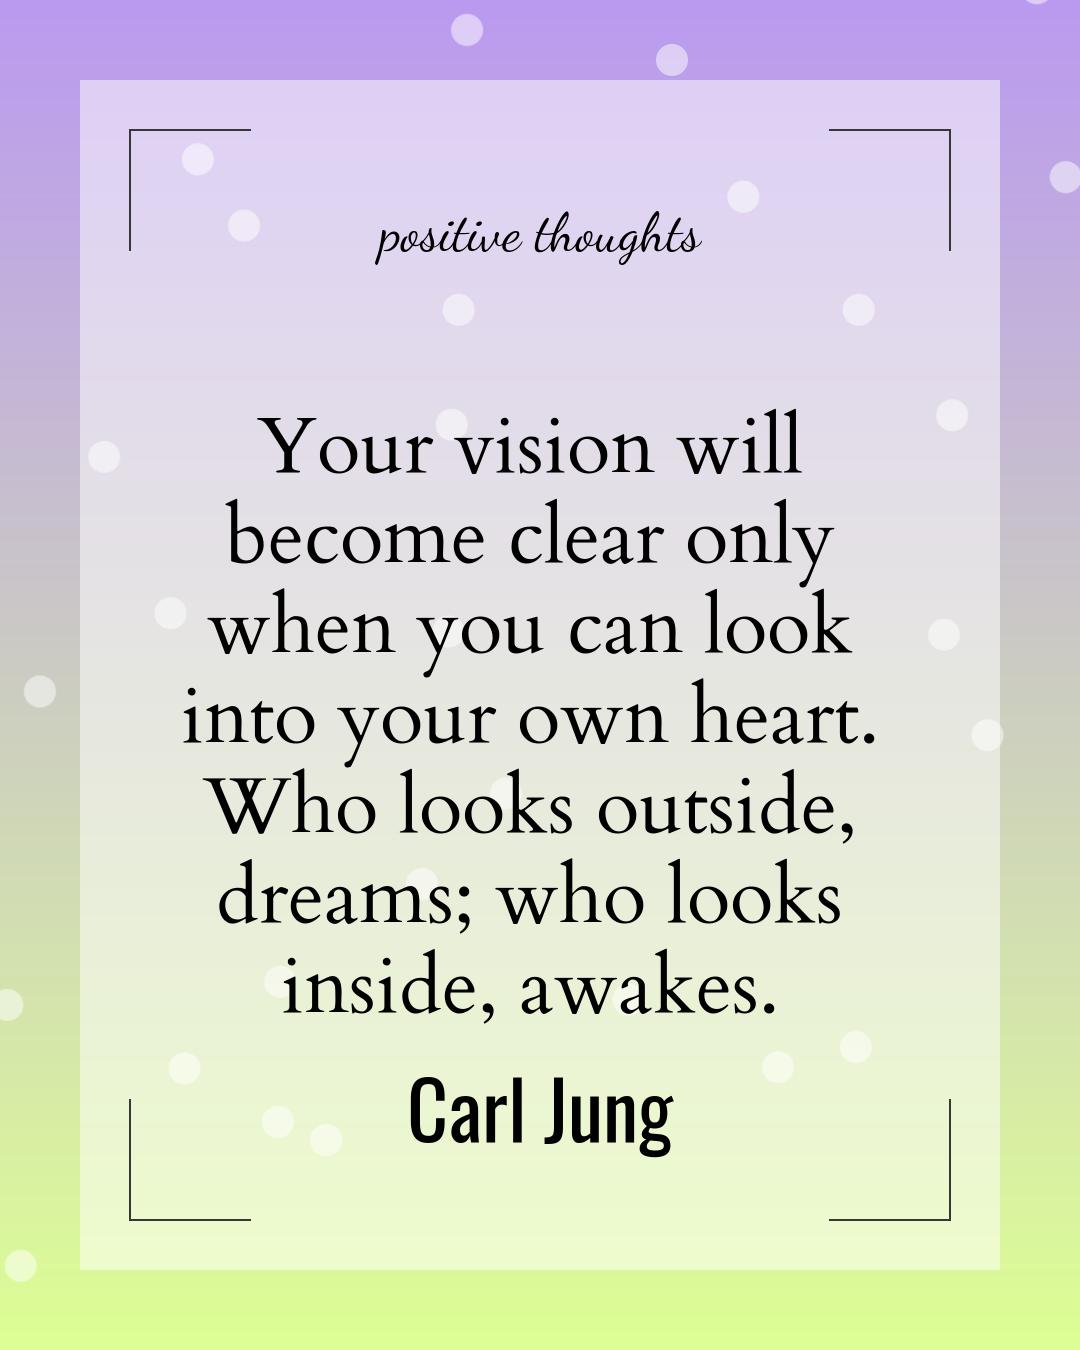 positive thoughts
Your vision will
become clear only
when you can look
into your own heart.
Who looks outside,
dreams; who looks
inside, awakes.
Carl Jung